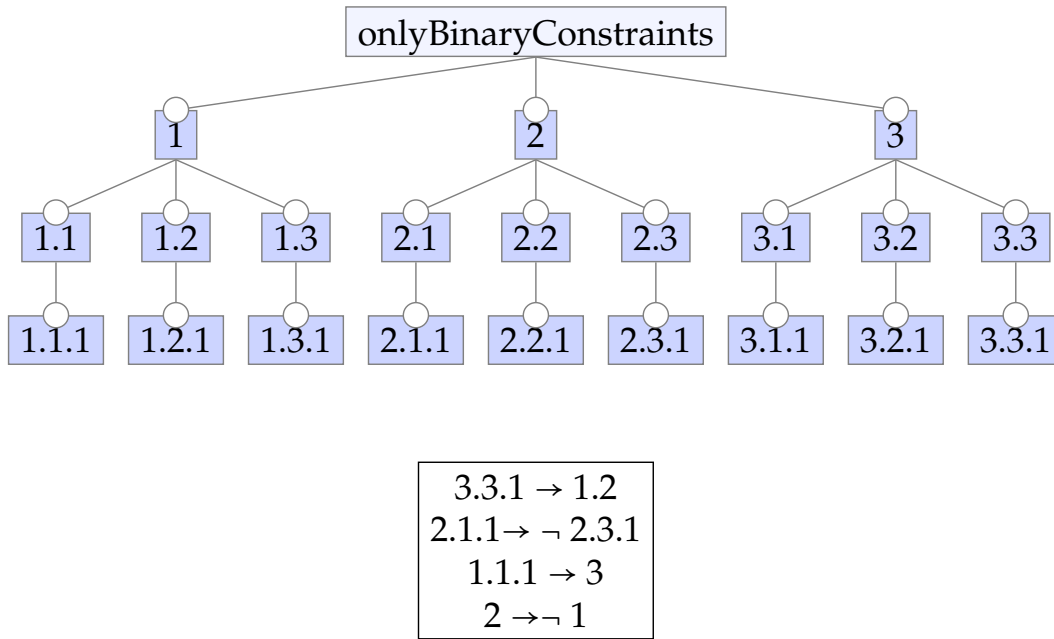 onlyBinaryConstraints
1 2 3
1.1 1.2 1.3 2.1 2.2 2.3 3.1 3.2 3.3
1.1.1 1.2.1 1.3.1 2.1.1 2.2.1 2.3.1 3.1.1 3.2.1 3.3.1
3.3.1 → 1.2
2.1.1→ ¬ 2.3.1
1.1.1 → 3
2 →¬ 1